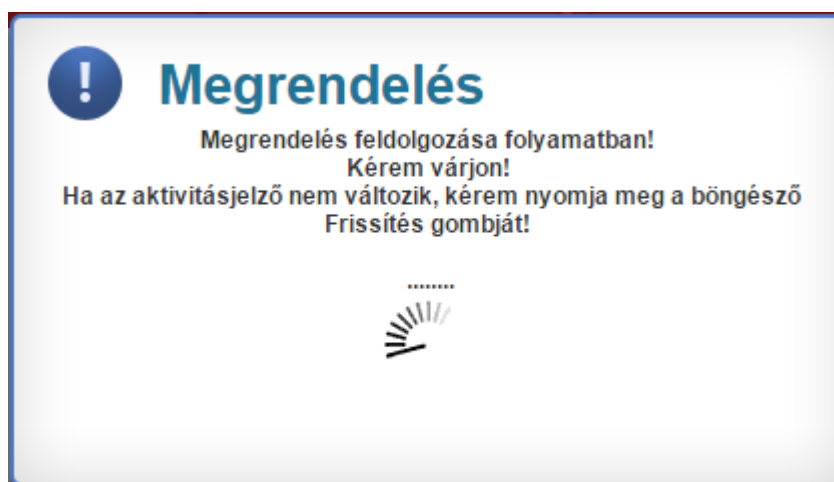 !
Megrendelés
Megrendelés feldolgozása folyamatban!
Kérem várjon!
Ha az aktivitásjelző nem változik, kérem nyomja meg a böngésző
Frissítés gombját!
........